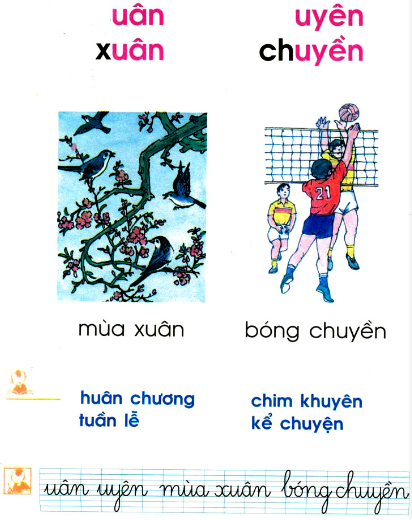 uân uyên
xuân chuyền
21
mùa xuân bóng chuyền
huân chương chim khuyên
tuần lễ kể chuyện
uân uyên mùa xuân bóng chuyền